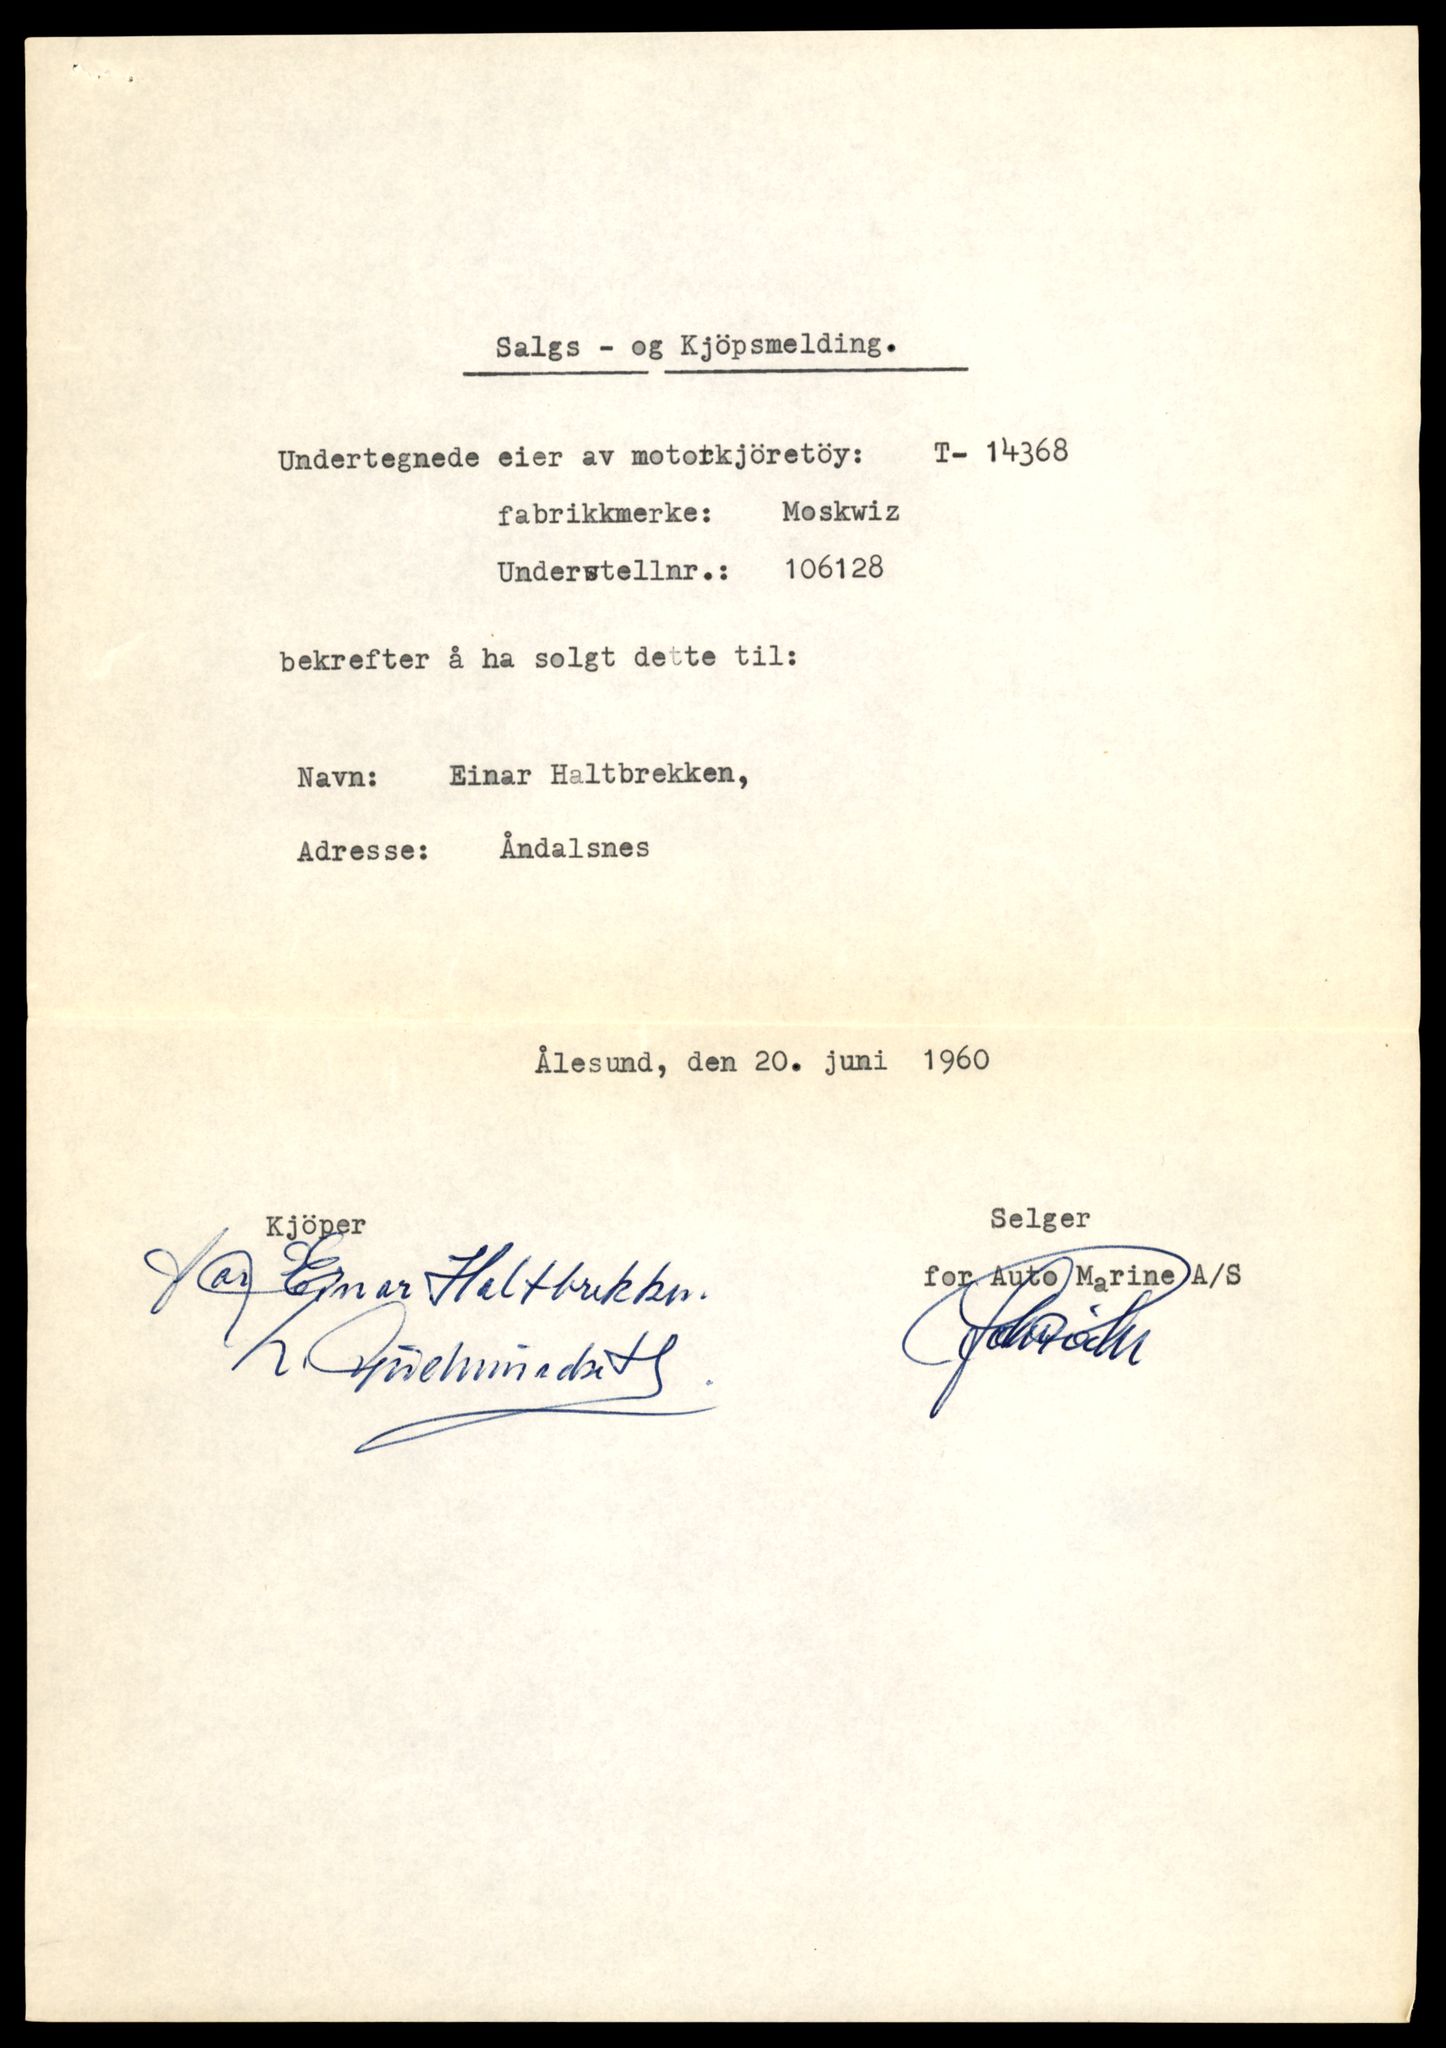 Salgs - og Kjöpsmelding.
Undertegnede eier av motorkjöretöy: T- 14368
fabrikkmerke: Moskwiz
Understellnr.: 106128
bekrefter å ha solgt dette til:
Navn: Einar Haltbrekken,
Adresse: Åndalsnes
Ålesund, den 20. juni 1960
Kjöper
Selger
for Einar Haltbrekken.
for Auto Marine A/S